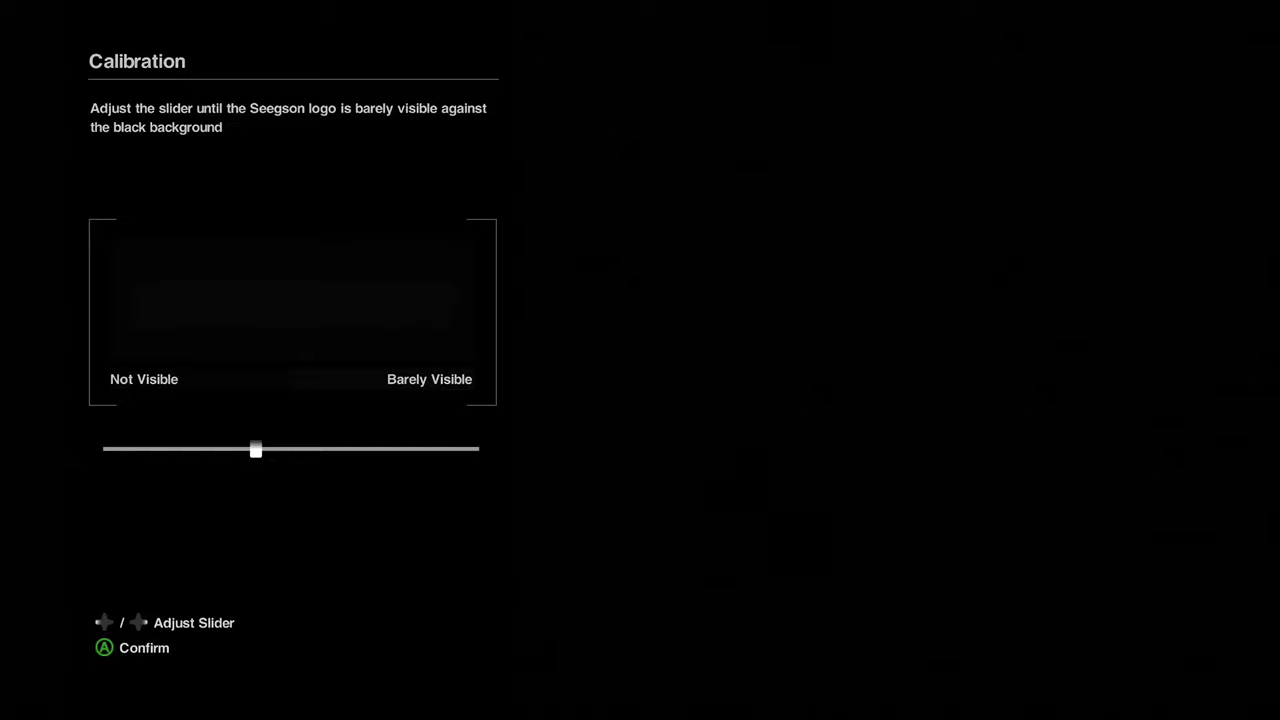 Calibration
Adjust the slider until the Seegson logo is barely visible against
the black background
Not Visible
Barely Visible
/ Adjust Slider
A Confirm